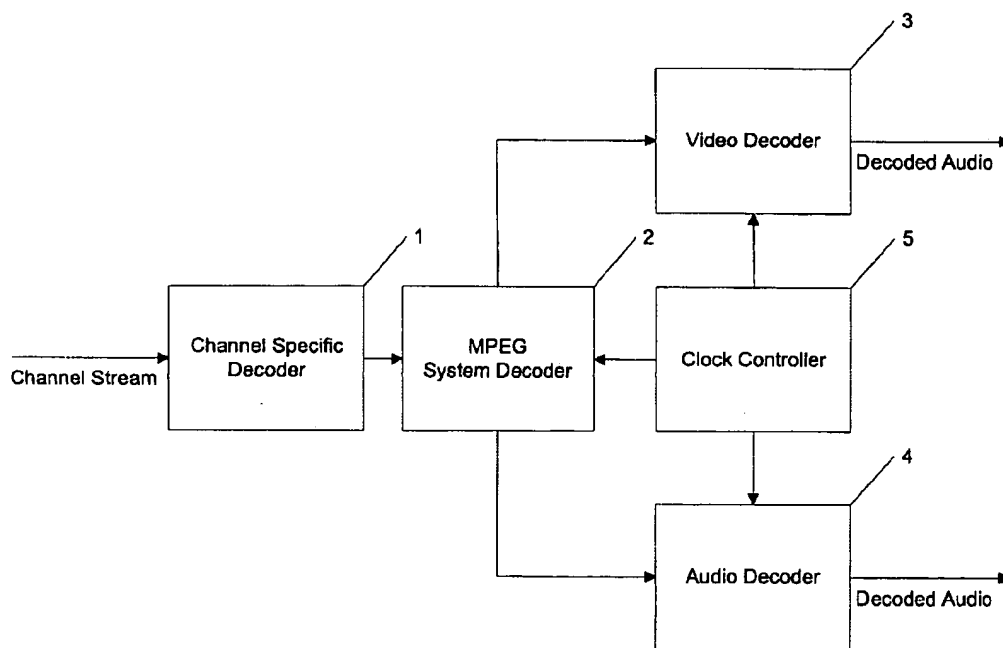 3
Video Decoder
Decoded Audio
1
2
5
Channel Specific
Decoder
MPEG
System Decoder
Clock Controller
Channel Stream
4
Audio Decoder
Decoded Audio